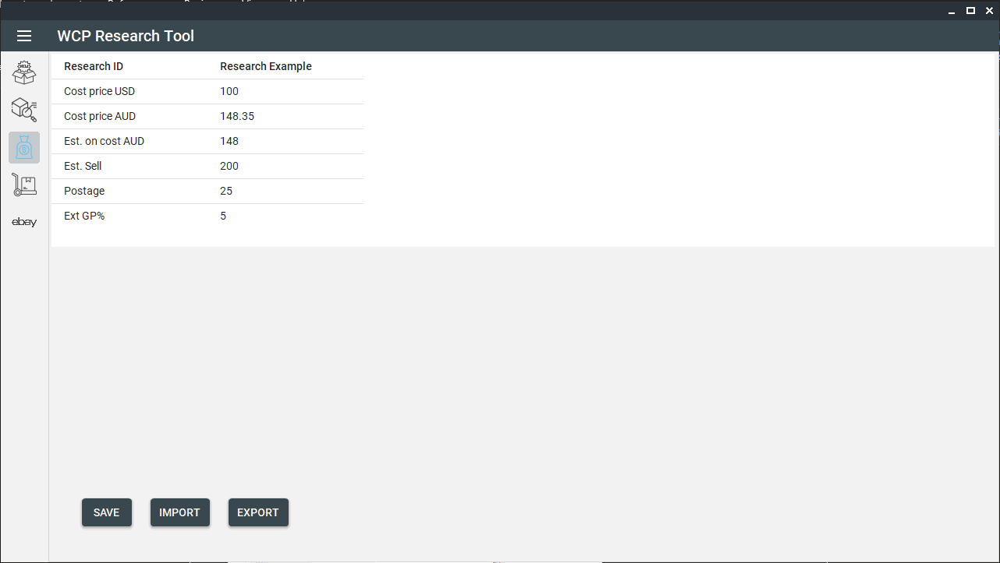 WCP Research Tool
NEW
Research ID Research Example
Cost price USD 100
Cost price AUD 148.35
Est. on cost AUD 148
Est. Sell 200
Postage 25
Ext GP% 5
$
ebay
SAVE IMPORT EXPORT